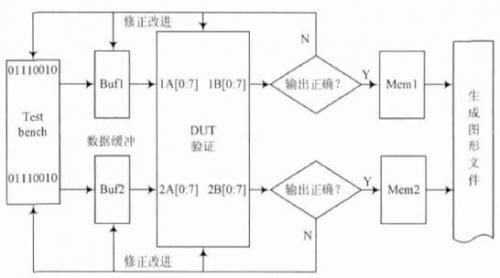 修正改进
N
01110010
Buf1
1A[0:7]
1B[0:7]
输出正确?
Y
Mem1
Test
bench
数据缓冲
DUT
验证
生成图形文件
01110010
Buf2
2A[0:7]
2B[0:7]
输出正确?
Y
Mem2
N
修正改进